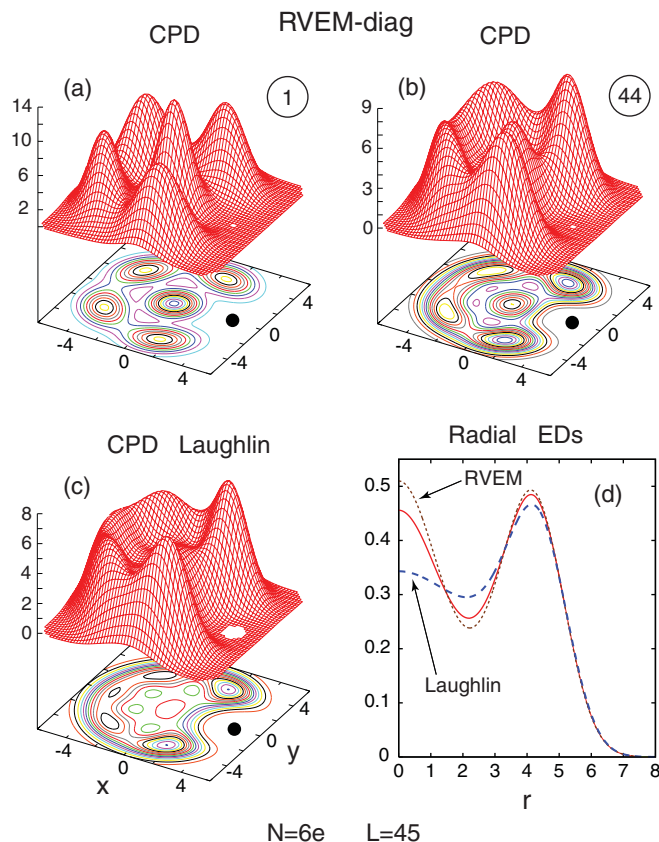 RVEM-diag
CPD CPD
(a) 1 (b) 44
14
10
6
4
2
9
6
3
0
-4 0 4 -4 0 4
-4 0 4 -4 0 4
CPD Laughlin
(c)
8
6
4
2
0
-4 0 4
x
-4 0 4
y
Radial EDs
(d)
RVEM
Laughlin
0.5
0.4
0.3
0.2
0.1
0
0 1 2 3 4 5 6 7 8
r
N=6e L=45